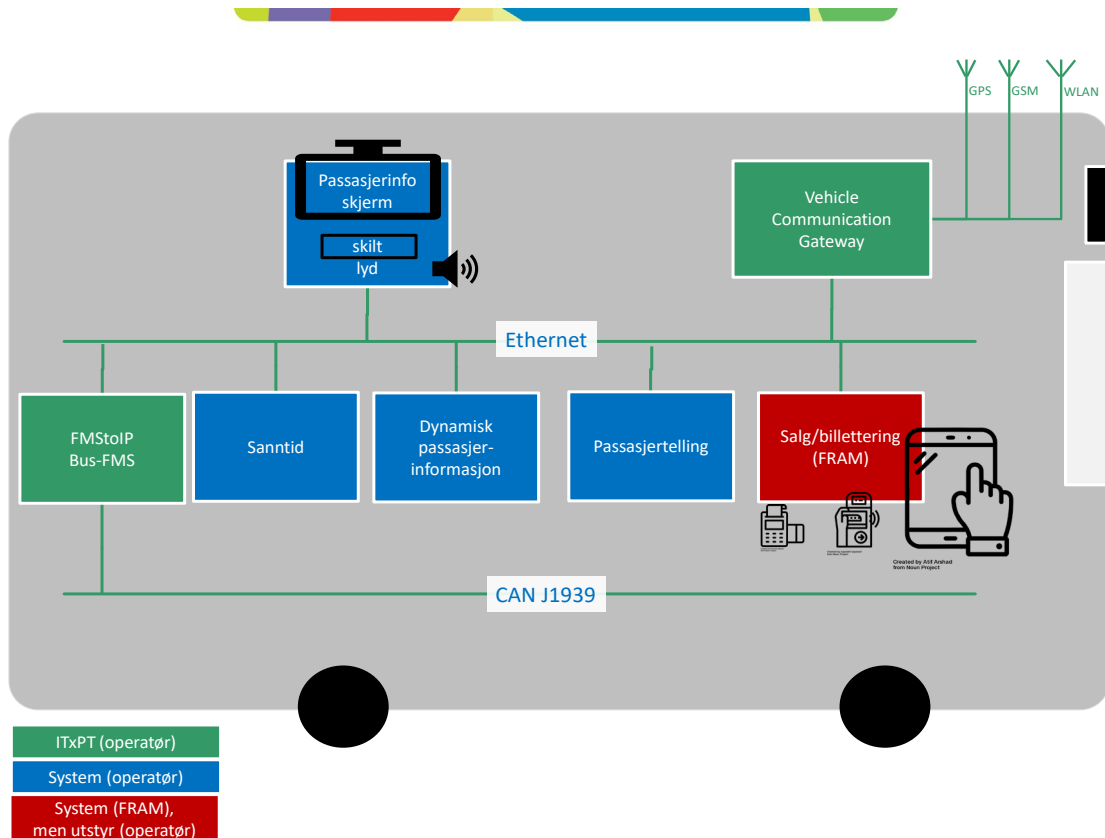 GPS
GSM
WLAN
Passasjerinfo
skjerm
skilt
lyd
Vehicle
Communication
Gateway
Ethernet
FMStoIP
Bus-FMS
Sanntid
Dynamisk
passasjer-
informasjon
Passasjertelling
Salg/billettering
(FRAM)
Created by Atif Arshad
from Noun Project
CAN J1939
ITxPT (operatør)
System (operatør)
System (FRAM),
men utstyr (operatør)